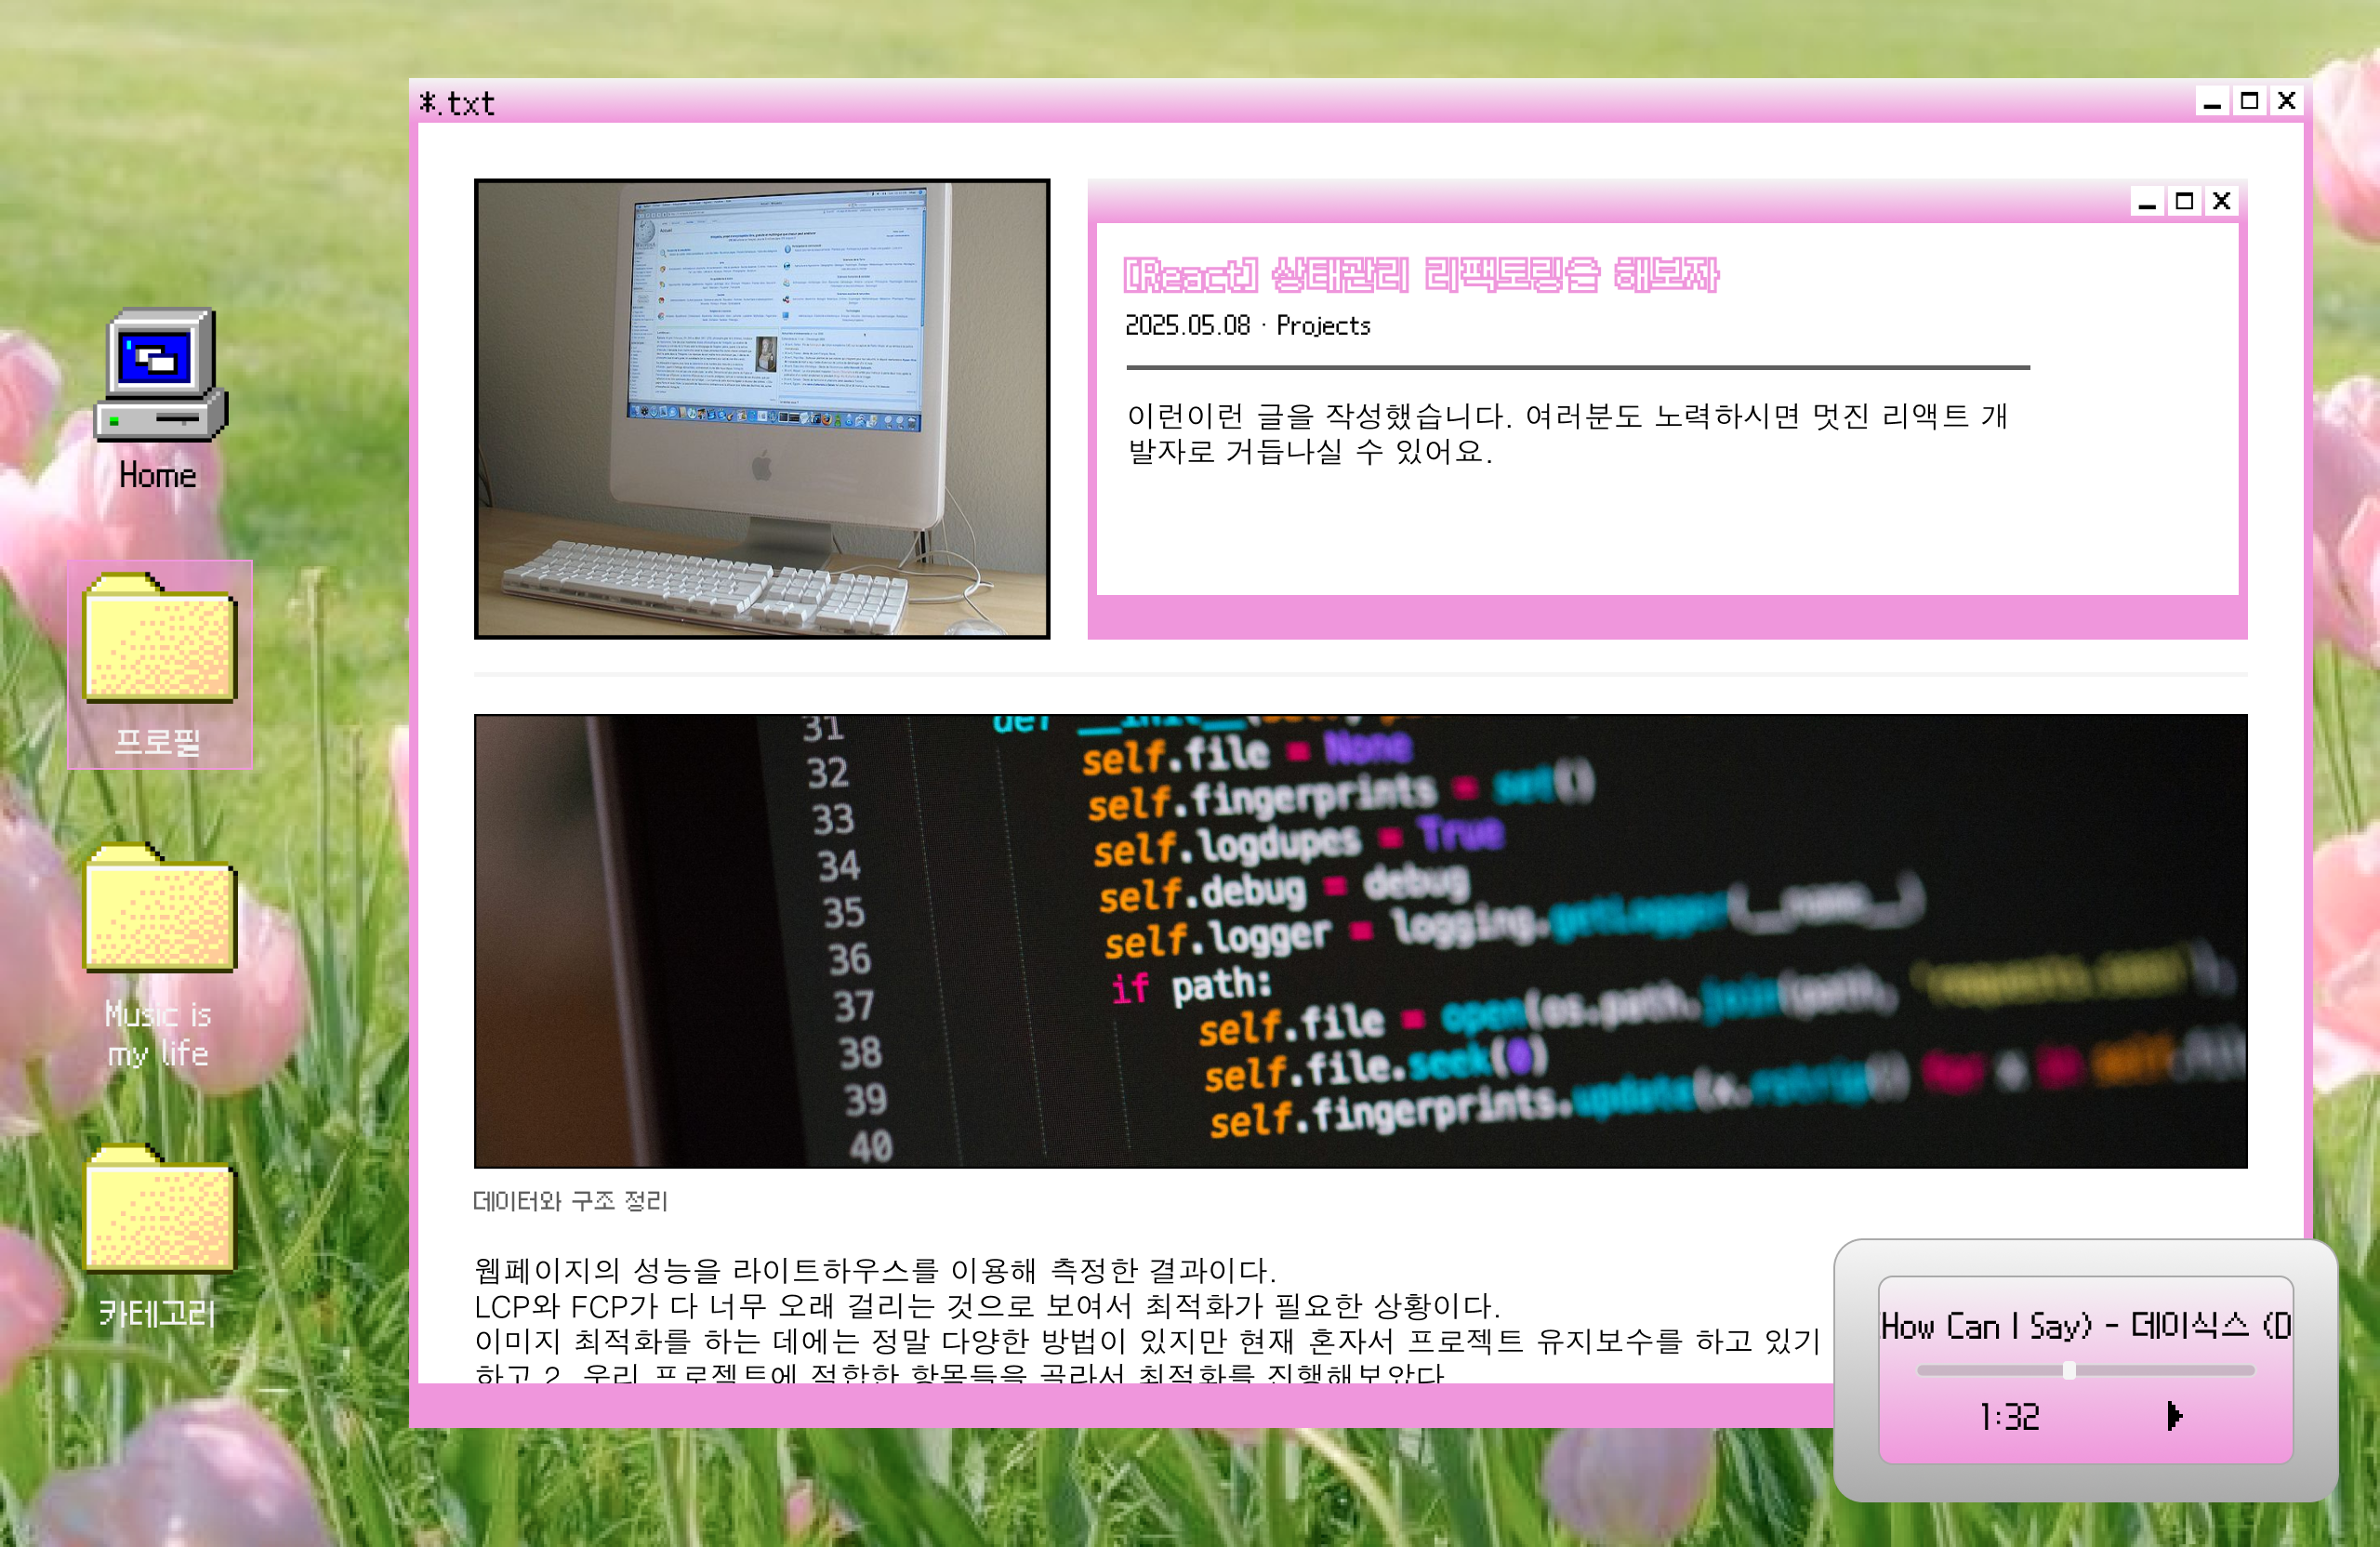 *.txt
Home
프로필
Music is
my life
카테고리
[React] 상태관리 리팩토링을 해보자
2025.05.08 · Projects
이런이런 글을 작성했습니다. 여러분도 노력하시면 멋진 리액트 개
발자로 거듭나실 수 있어요.
31 def __init__(self,
32 self.file = None
33 self.fingerprints = set()
34 self.logdupes = True
35 self.debug = debug
36 self.logger = logging.getLogger(__name__)
37 if path:
38 self.file = open(os.path.join(path,
39 self.file.seek(0)
40 self.fingerprints.update(x.rstrip() for x in self.
데이터와 구조 정리
웹페이지의 성능을 라이트하우스를 이용해 측정한 결과이다.
LCP와 FCP가 다 너무 오래 걸리는 것으로 보여서 최적화가 필요한 상황이다.
이미지 최적화를 하는 데에는 정말 다양한 방법이 있지만 현재 혼자서 프로젝트 유지보수를 하고 있기
하고 2. 우리 프로젝트에 적합한 항목들을 골라서 최적화를 진행해보았다
How Can I Say) - 데이식스 (D
1:32